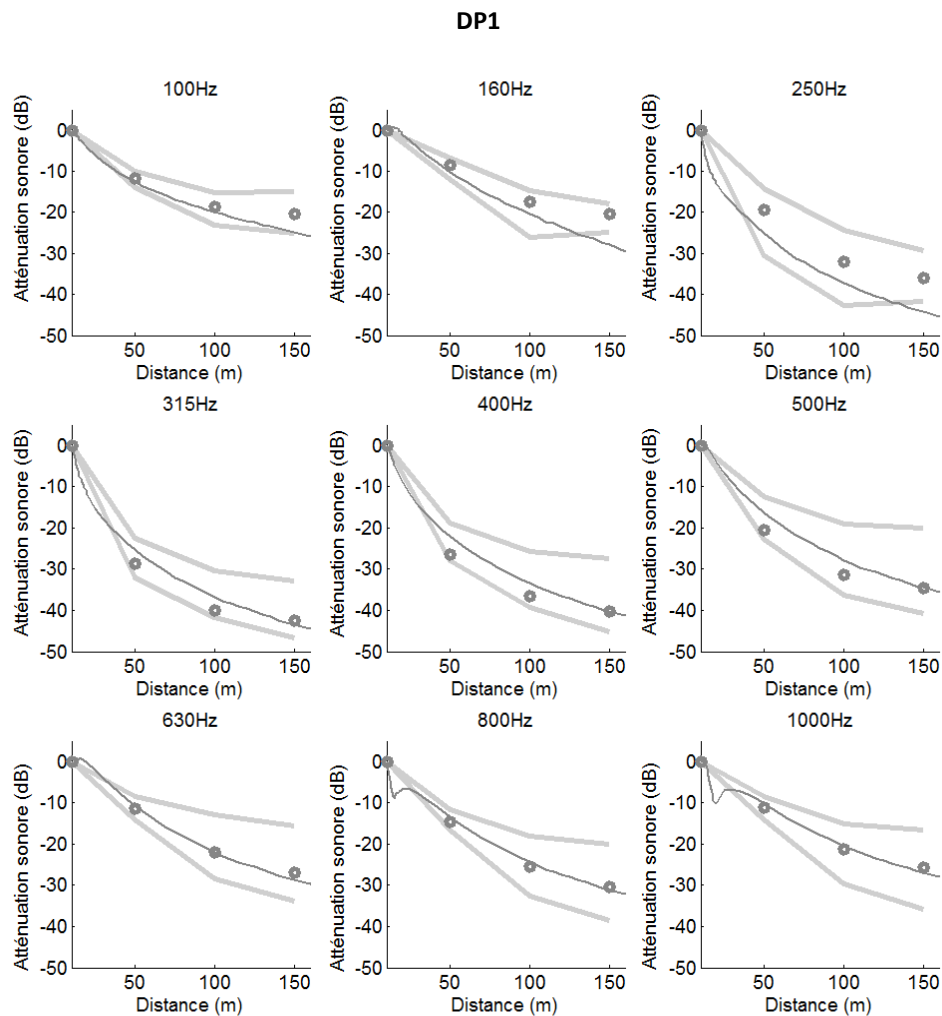 DP1
100Hz
160Hz
250Hz
Atténuation sonore (dB)
0
-10
-20
-30
-40
-50
50
100
150
Distance (m)
Atténuation sonore (dB)
0
-10
-20
-30
-40
-50
50
100
150
Distance (m)
Atténuation sonore (dB)
0
-10
-20
-30
-40
-50
50
100
150
Distance (m)
315Hz
400Hz
500Hz
Atténuation sonore (dB)
0
-10
-20
-30
-40
-50
50
100
150
Distance (m)
Atténuation sonore (dB)
0
-10
-20
-30
-40
-50
50
100
150
Distance (m)
Atténuation sonore (dB)
0
-10
-20
-30
-40
-50
50
100
150
Distance (m)
630Hz
800Hz
1000Hz
Atténuation sonore (dB)
0
-10
-20
-30
-40
-50
50
100
150
Distance (m)
Atténuation sonore (dB)
0
-10
-20
-30
-40
-50
50
100
150
Distance (m)
Atténuation sonore (dB)
0
-10
-20
-30
-40
-50
50
100
150
Distance (m)